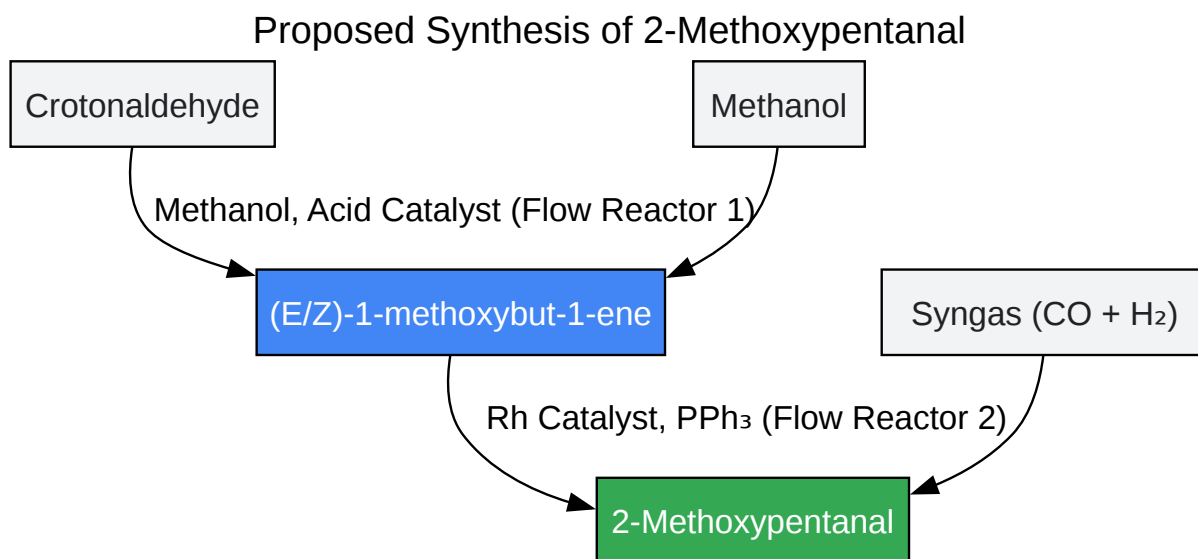 Proposed Synthesis of 2-Methoxypentanal
Crotonaldehyde
Methanol
Methanol, Acid Catalyst (Flow Reactor 1)
(E/Z)-1-methoxybut-1-ene
Syngas (CO + H₂)
Rh Catalyst, PPh₃ (Flow Reactor 2)
2-Methoxypentanal